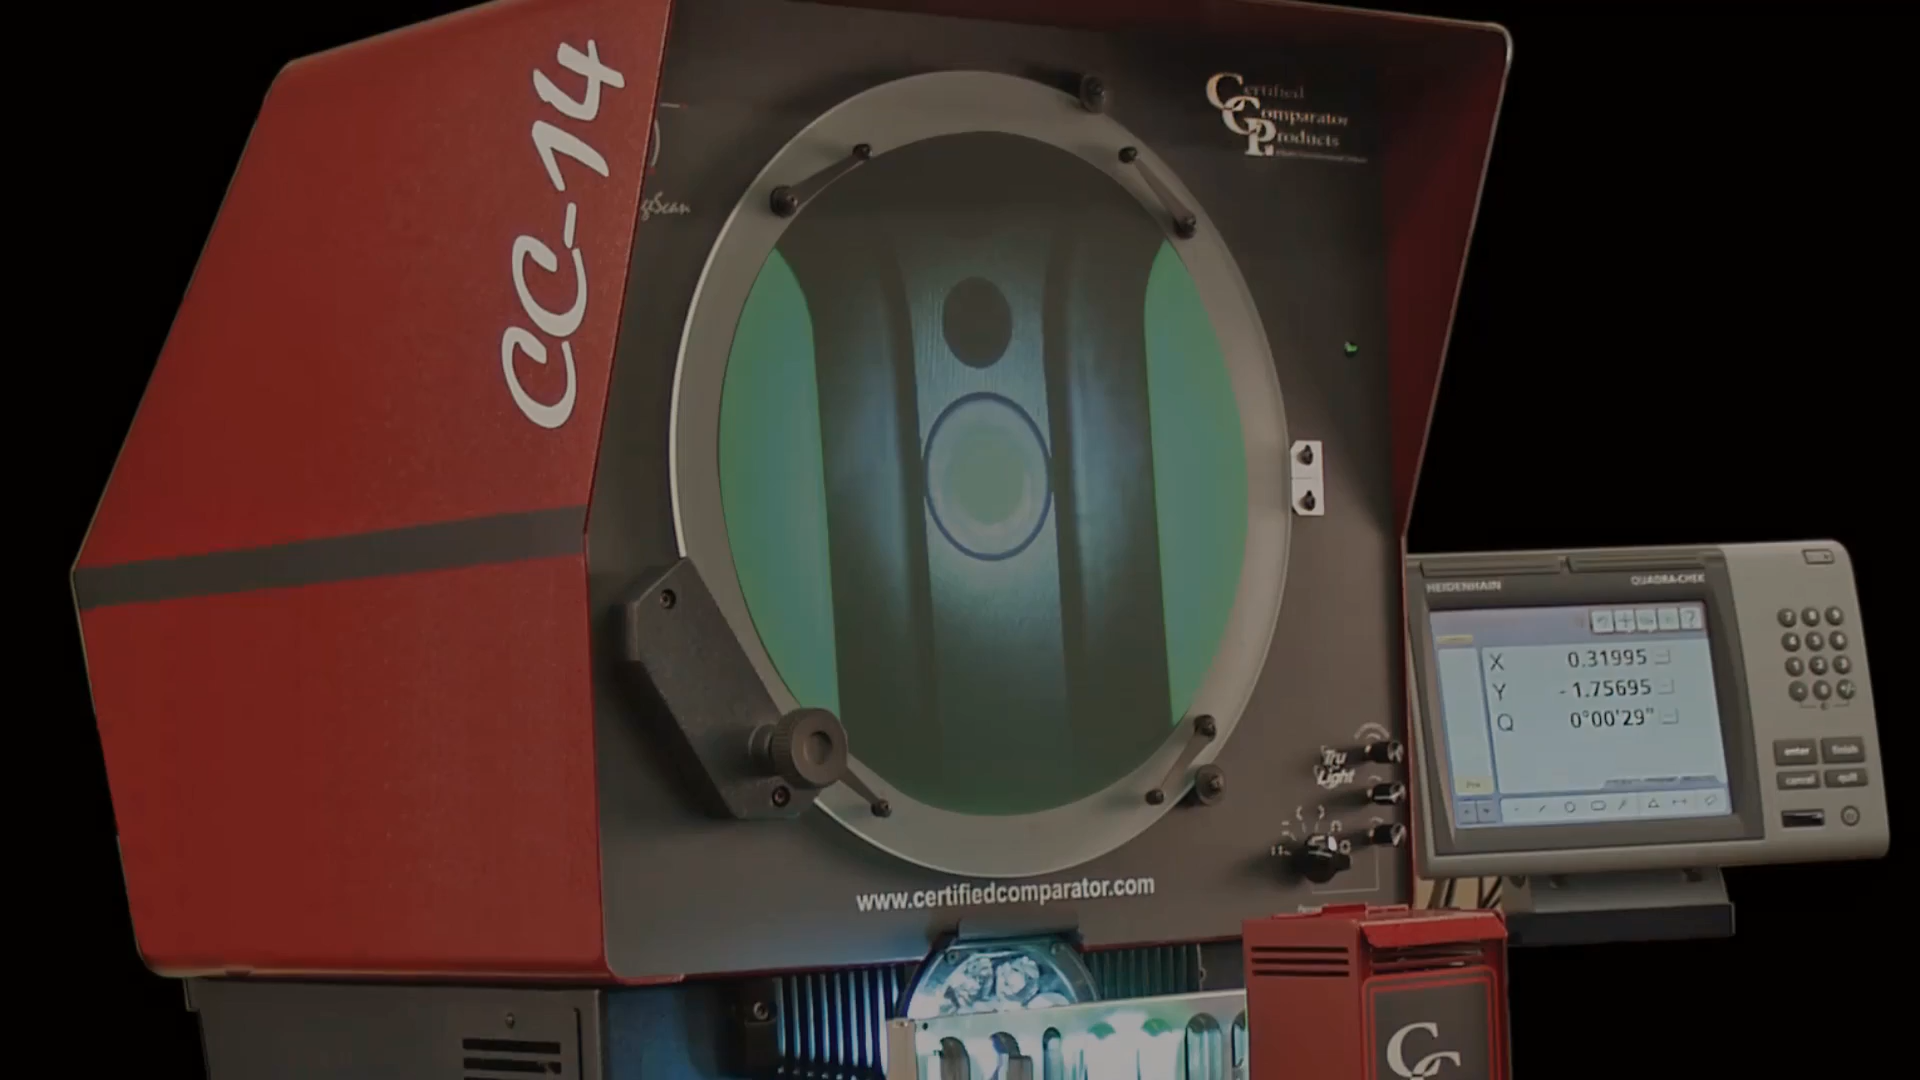 CC-14
Certified
Comparator
Products
www.certifiedcomparator.com
Tru
Light
HEIDENHAIN
QUADRA-CHEK
?
X 0.31995
Y -1.75695
Q 0°00'29"
enter finish
cancel quit
CC